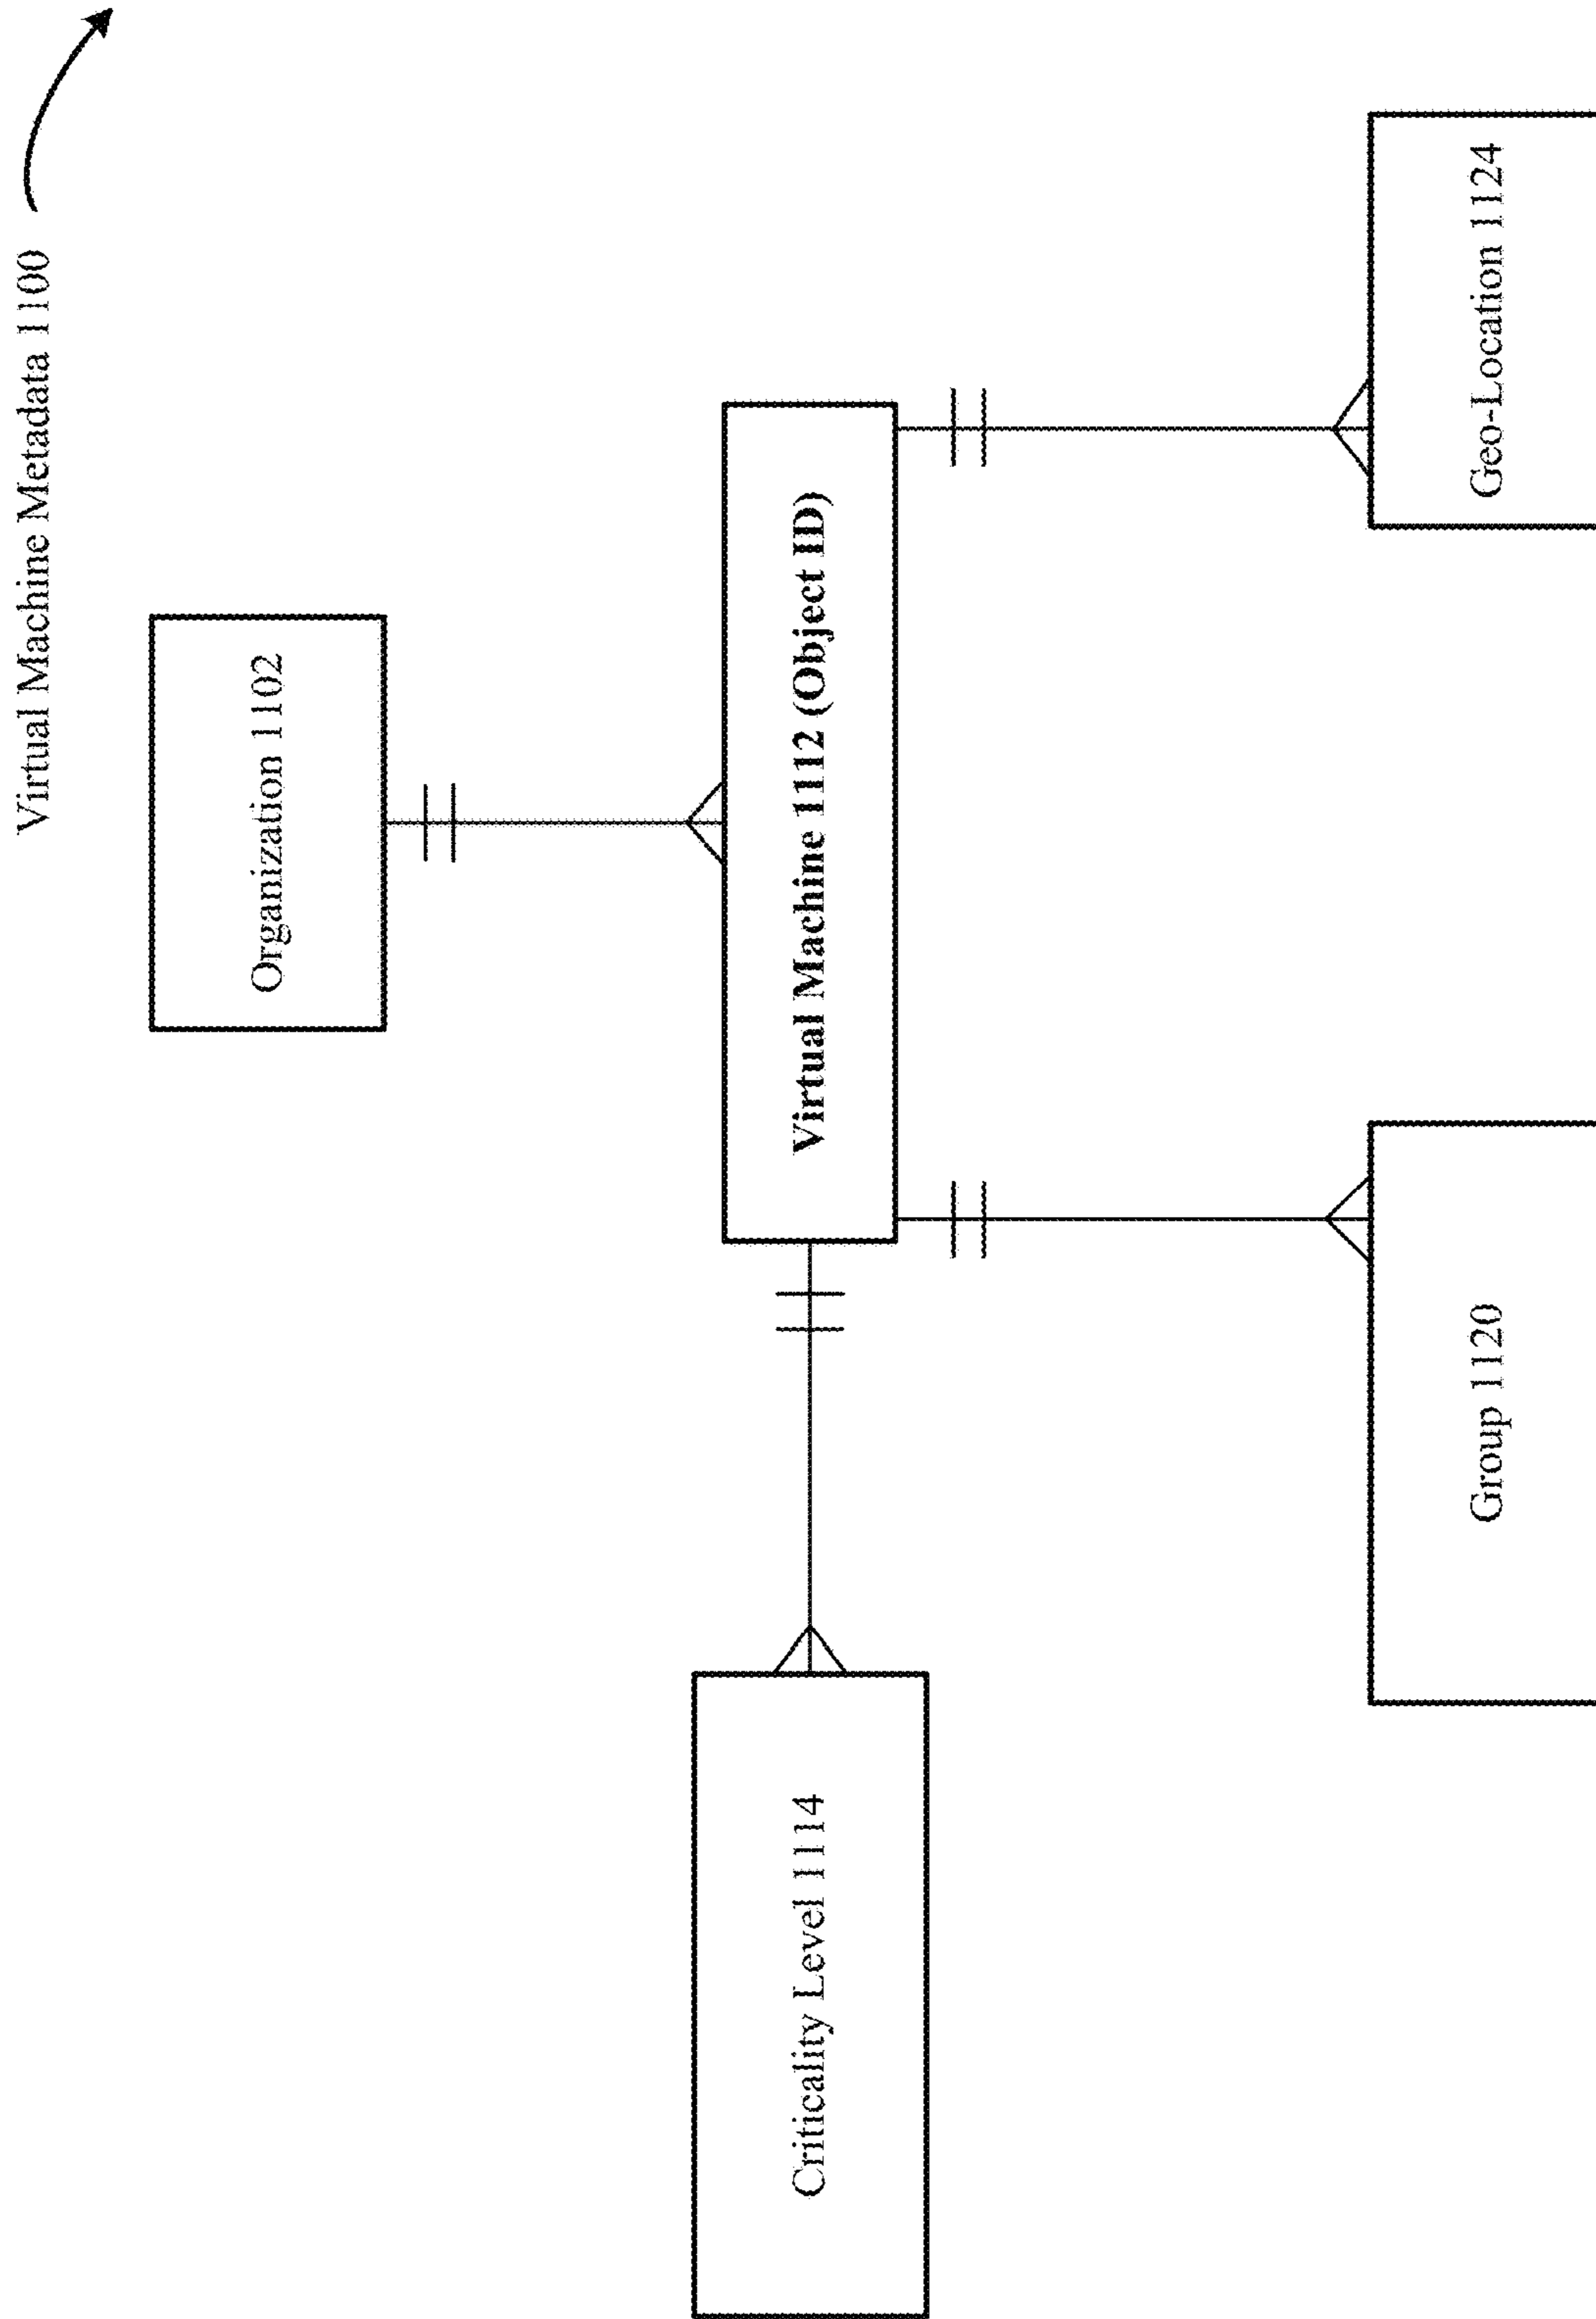 Virtual Machine Metadata 1100
Organization 1102
Criticality Level 1114
Virtual Machine 1112 (Object ID)
Group 1120
Geo-Location 1124